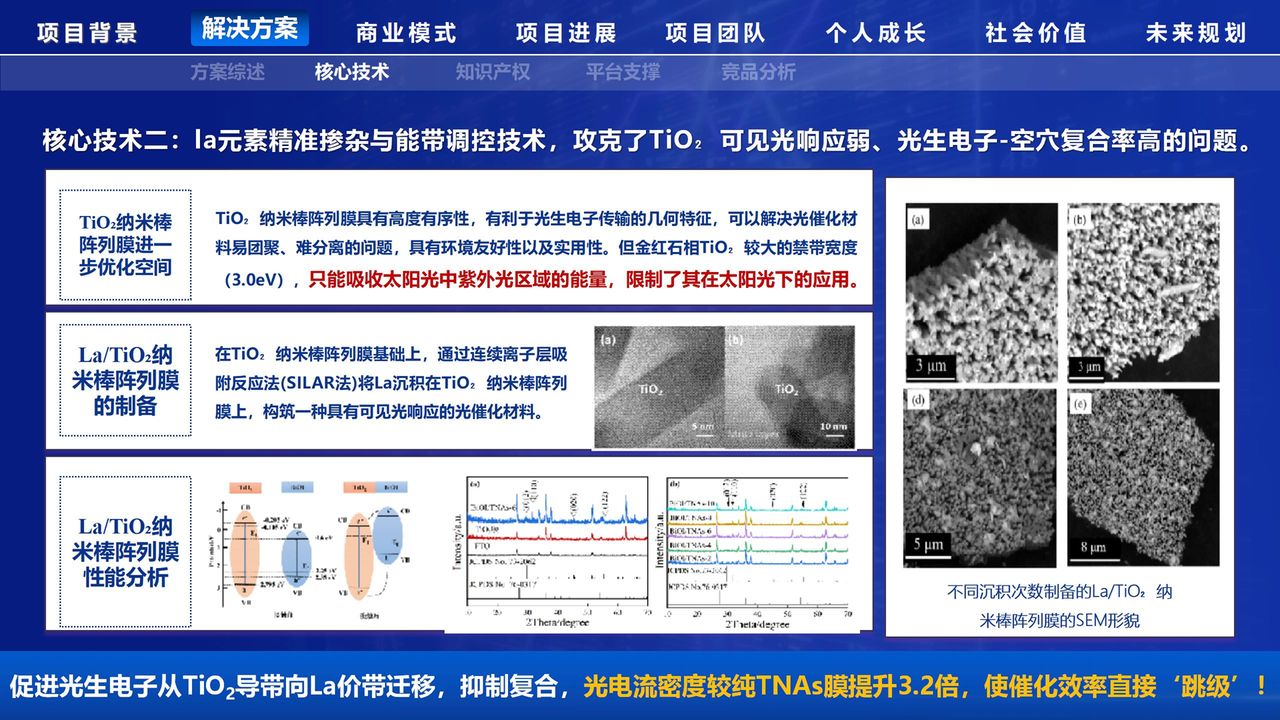 项目背景
解决方案
商业模式
项目进展
项目团队
个人成长
社会价值
未来规划
方案综述
核心技术
知识产权
平台支撑
竞品分析
核心技术二：la元素精准掺杂与能带调控技术，攻克了TiO₂ 可见光响应弱、光生电子-空穴复合率高的问题。
TiO₂纳米棒
阵列膜进一
步优化空间
TiO₂ 纳米棒阵列膜具有高度有序性，有利于光生电子传输的几何特征，可以解决光催化材
料易团聚、难分离的问题，具有环境友好性以及实用性。但金红石相TiO₂ 较大的禁带宽度
（3.0eV），只能吸收太阳光中紫外光区域的能量，限制了其在太阳光下的应用。
La/TiO₂纳
米棒阵列膜
的制备
在TiO₂ 纳米棒阵列膜基础上，通过连续离子层吸
附反应法(SILAR法)将La沉积在TiO₂ 纳米棒阵列
膜上，构筑一种具有可见光响应的光催化材料。
(a)
TiO₂
5 nm
(b)
TiO₂
10 nm
La/TiO₂纳
米棒阵列膜
性能分析
CB
VB
CB
VB
(a)
Intensity/a.u.
2Theta/degree
(b)
Intensity/a.u.
2Theta/degree
(a)
3 μm
(b)
3 μm
(d)
5 μm
(e)
8 μm
不同沉积次数制备的La/TiO₂ 纳
米棒阵列膜的SEM形貌
促进光生电子从TiO₂导带向La价带迁移，抑制复合，光电流密度较纯TNAs膜提升3.2倍，使催化效率直接‘跳级’！